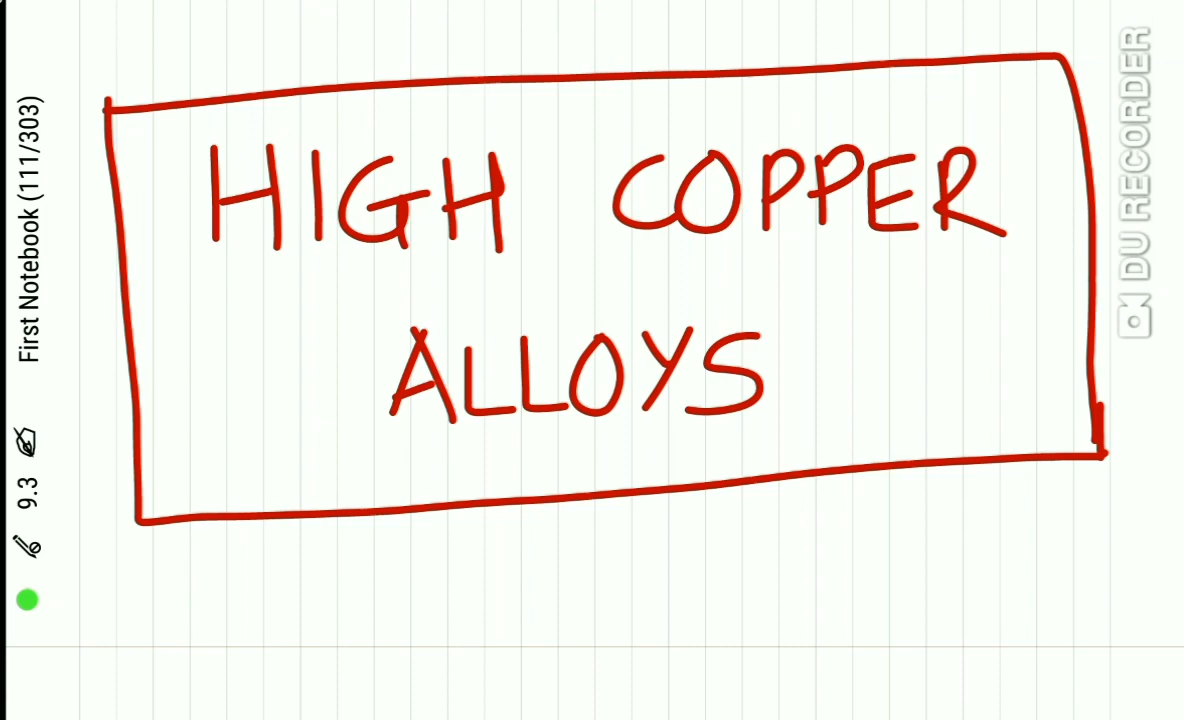 HIGH COPPER
ALLOYS
First Notebook (111/303)
9.3
DU RECORDER